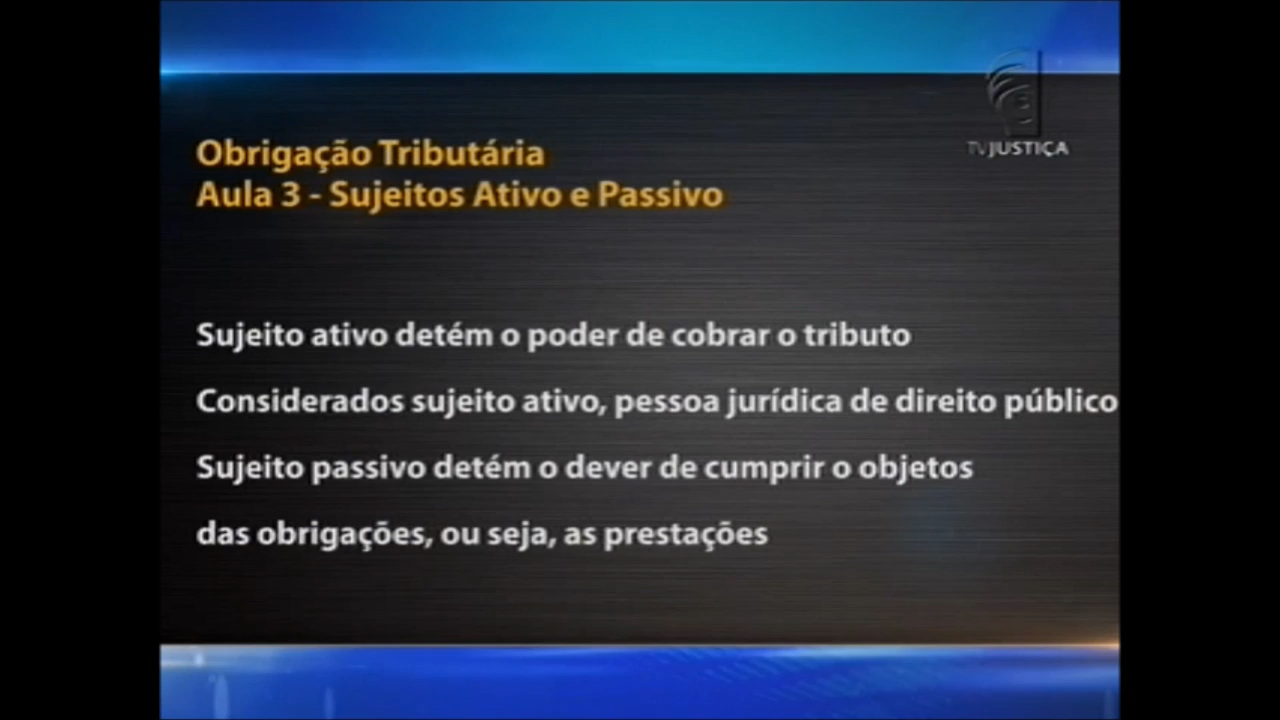 TV JUSTIÇA
Obrigação Tributária
Aula 3 - Sujeitos Ativo e Passivo
Sujeito ativo detém o poder de cobrar o tributo
Considerados sujeito ativo, pessoa jurídica de direito público
Sujeito passivo detém o dever de cumprir o objetos
das obrigações, ou seja, as prestações